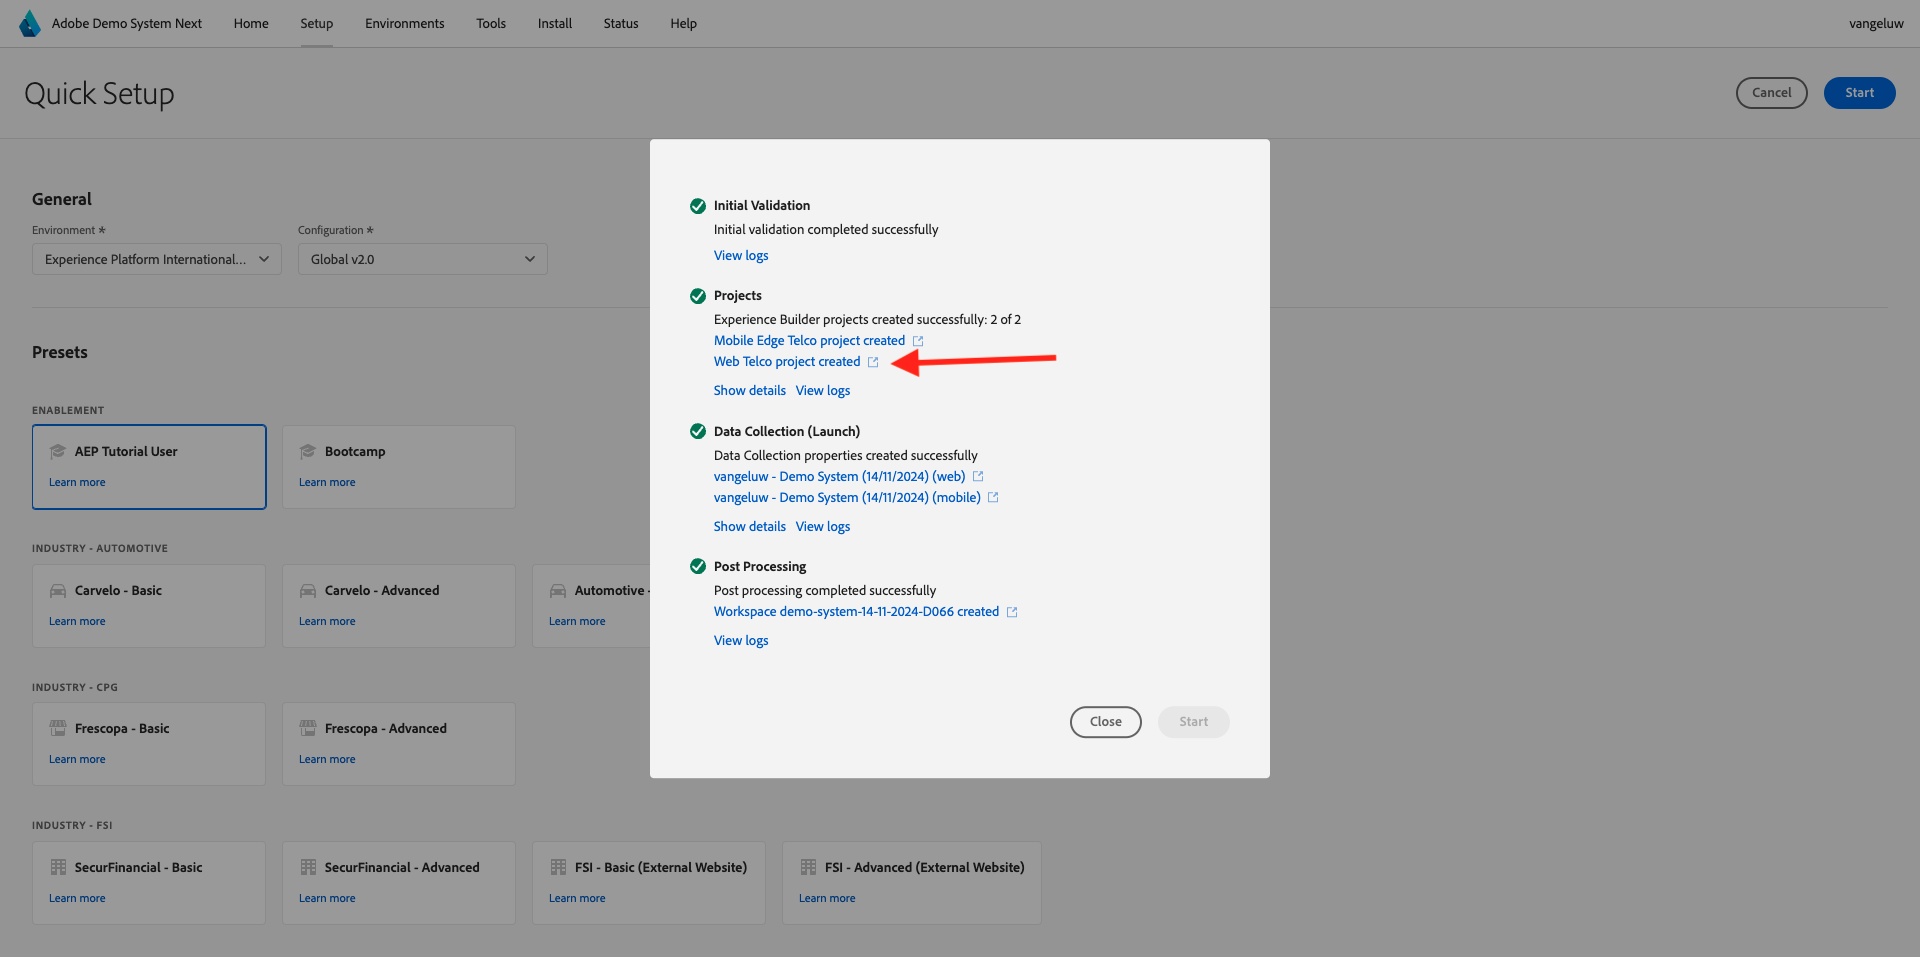 Adobe Demo System Next Home Setup Environments Tools Install Status Help vangeluw
Quick Setup Cancel Start
General
Environment * Configuration *
Experience Platform International... Global v2.0
Presets
ENABLEMENT
AEP Tutorial User Bootcamp
Learn more Learn more
INDUSTRY - AUTOMOTIVE
Carvelo - Basic Carvelo - Advanced Automotive -
Learn more Learn more Learn more
INDUSTRY - CPG
Frescopa - Basic Frescopa - Advanced
Learn more Learn more
INDUSTRY - FSI
SecurFinancial - Basic SecurFinancial - Advanced FSI - Basic (External Website) FSI - Advanced (External Website)
Learn more Learn more Learn more Learn more
Initial Validation
Initial validation completed successfully
View logs
Projects
Experience Builder projects created successfully: 2 of 2
Mobile Edge Telco project created
Web Telco project created
Show details View logs
Data Collection (Launch)
Data Collection properties created successfully
vangeluw - Demo System (14/11/2024) (web)
vangeluw - Demo System (14/11/2024) (mobile)
Show details View logs
Post Processing
Post processing completed successfully
Workspace demo-system-14-11-2024-D066 created
View logs
Close Start